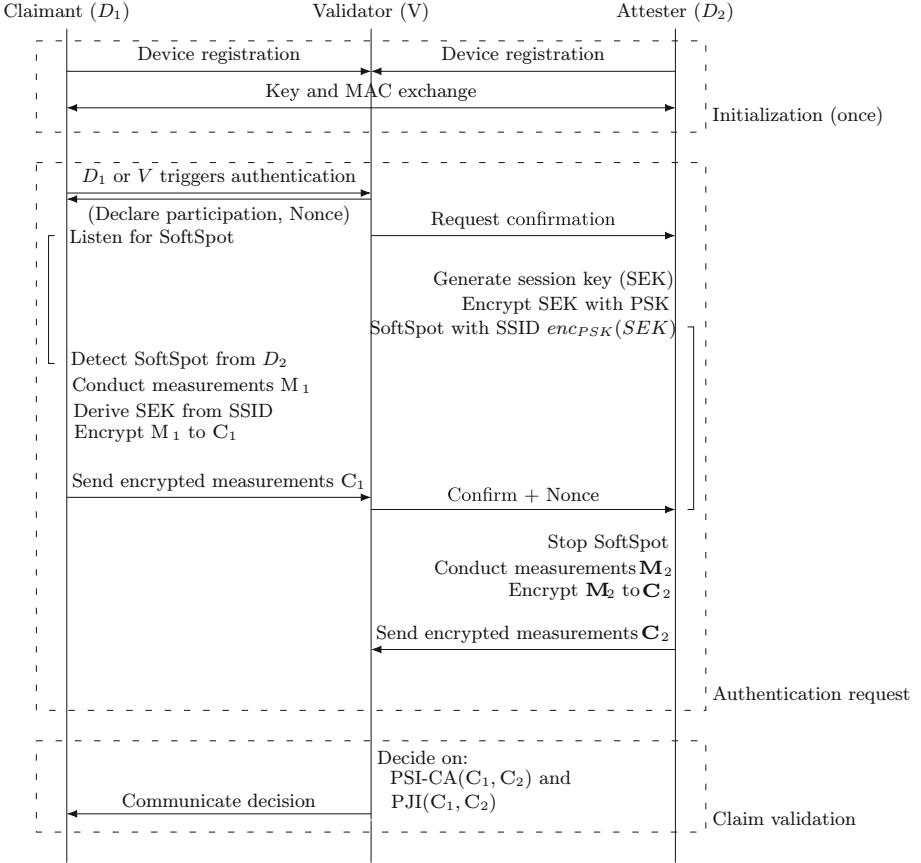 Claimant (D₁) Validator (V) Attester (D₂)
Device registration Device registration
Key and MAC exchange
Initialization (once)
D₁ or V triggers authentication
(Declare participation, Nonce)
Request confirmation
Listen for SoftSpot
Generate session key (SEK)
Encrypt SEK with PSK
SoftSpot with SSID enc_PSK(SEK)
Detect SoftSpot from D₂
Conduct measurements M₁
Derive SEK from SSID
Encrypt M₁ to C₁
Send encrypted measurements C₁
Confirm + Nonce
Stop SoftSpot
Conduct measurements M₂
Encrypt M₂ to C₂
Send encrypted measurements C₂
Authentication request
Decide on:
PSI-CA(C₁, C₂) and
PJI(C₁, C₂)
Communicate decision
Claim validation